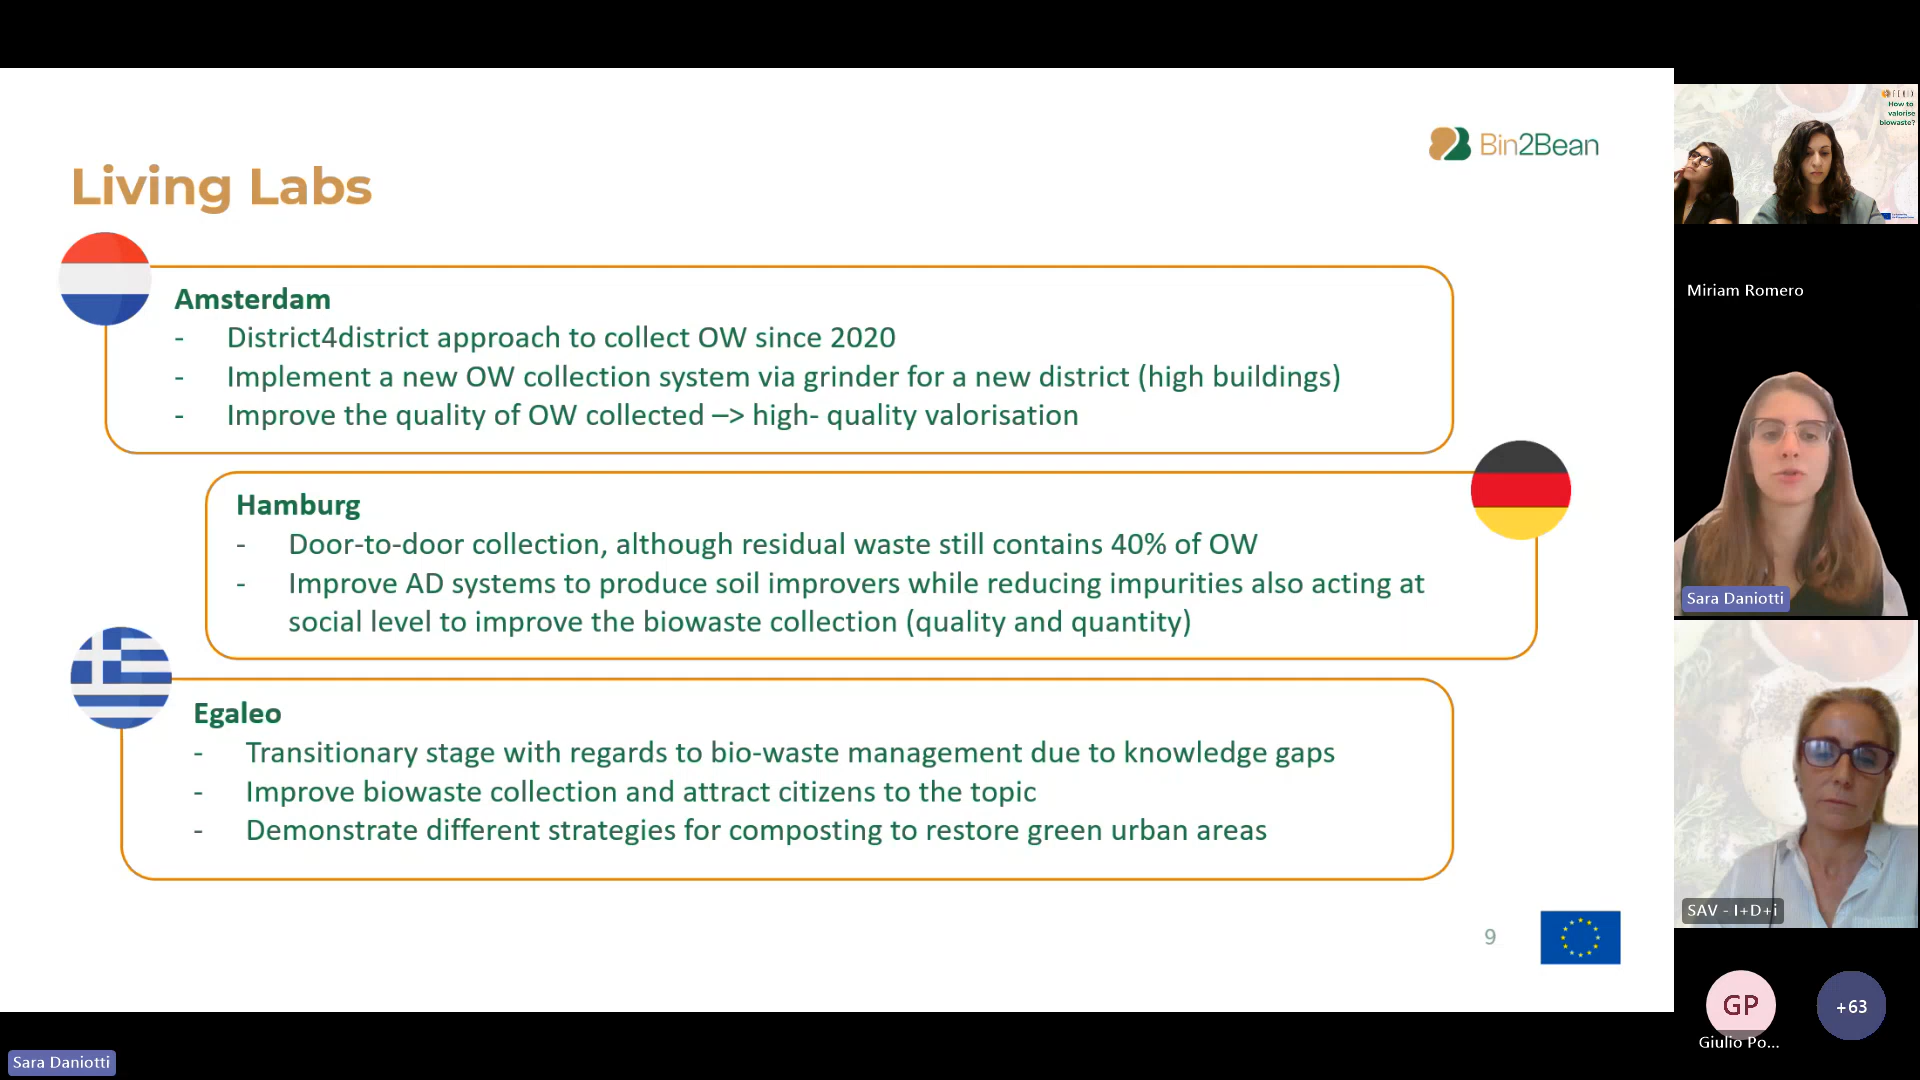 Bin2Bean
Living Labs
Amsterdam
- District4district approach to collect OW since 2020
- Implement a new OW collection system via grinder for a new district (high buildings)
- Improve the quality of OW collected –> high- quality valorisation
Hamburg
- Door-to-door collection, although residual waste still contains 40% of OW
- Improve AD systems to produce soil improvers while reducing impurities also acting at
social level to improve the biowaste collection (quality and quantity)
Egaleo
- Transitionary stage with regards to bio-waste management due to knowledge gaps
- Improve biowaste collection and attract citizens to the topic
- Demonstrate different strategies for composting to restore green urban areas
9
Sara Daniotti
How to
valorise
biowaste?
Miriam Romero
Sara Daniotti
SAV - I+D+i
GP
Giulio Po...
+63